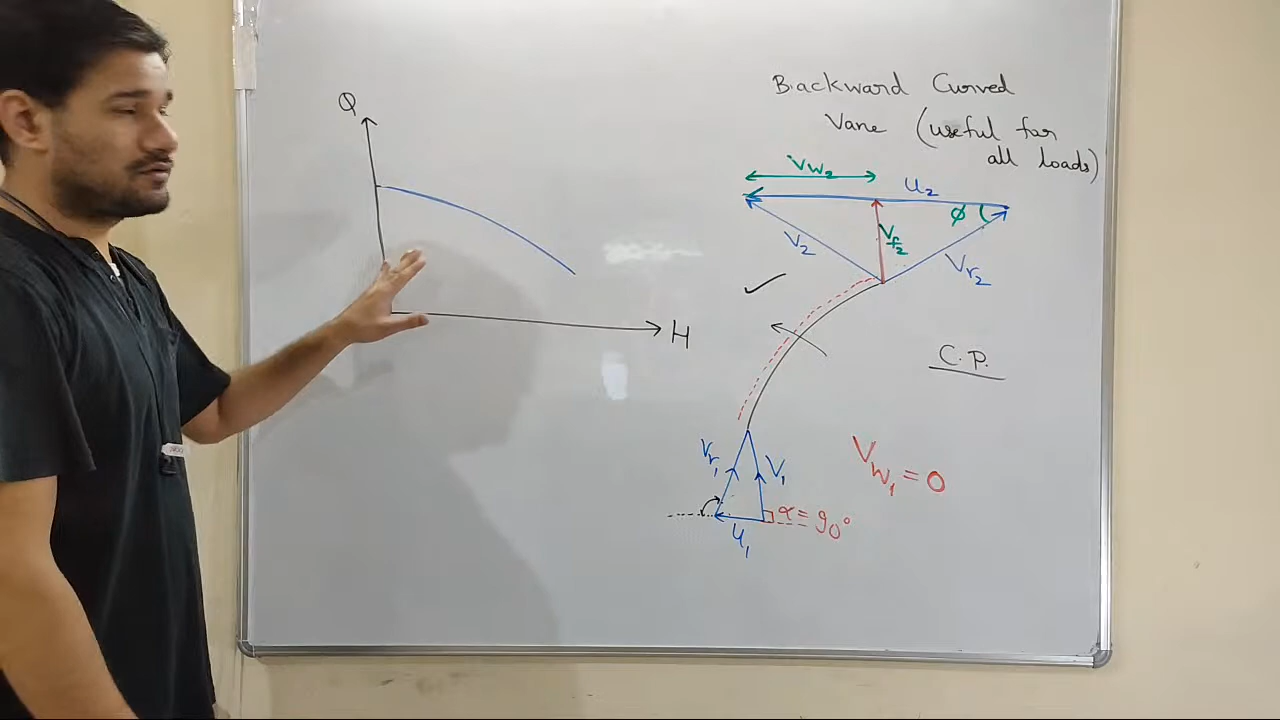 Q
H
Backward Curved
Vane (useful for
all loads)
Vw₂
u₂
φ
V₂
Vf₂
Vr₂
C.P.
Vr₁
V₁
Vw₁ = 0
α = 90°
u₁